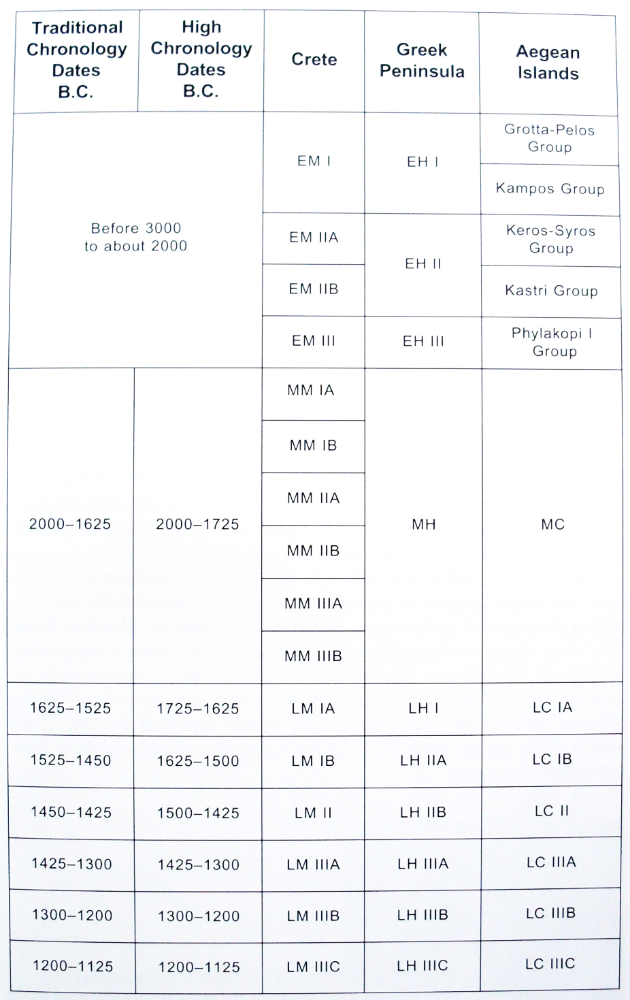 Traditional
Chronology
Dates
B.C.
High
Chronology
Dates
B.C.
Crete
Greek
Peninsula
Aegean
Islands
Before 3000
to about 2000
EM I
EH I
Grotta-Pelos
Group
Kampos Group
EM IIA
EH II
Keros-Syros
Group
EM IIB
Kastri Group
EM III
EH III
Phylakopi I
Group
2000–1625
2000–1725
MM IA
MM IB
MM IIA
MM IIB
MM IIIA
MM IIIB
MH
MC
1625–1525
1725–1625
LM IA
LH I
LC IA
1525–1450
1625–1500
LM IB
LH IIA
LC IB
1450–1425
1500–1425
LM II
LH IIB
LC II
1425–1300
1425–1300
LM IIIA
LH IIIA
LC IIIA
1300–1200
1300–1200
LM IIIB
LH IIIB
LC IIIB
1200–1125
1200–1125
LM IIIC
LH IIIC
LC IIIC